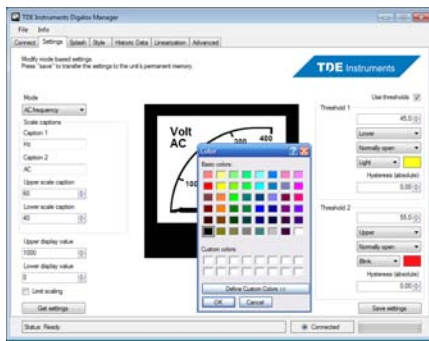 TDE Instruments Digalox Manager
File Info
Connect Settings Splash Style Historic Data Linearization Advanced
Modify mode based settings.
Press "save" to transfer the settings to the unit's permanent memory.
TDE Instruments
Mode
AC frequency
Scale captions
Caption 1
Hz
Caption 2
AC
Upper scale caption
60
Lower scale caption
40
Upper display value
1000
Lower display value
0
Limit scaling
Get settings
Volt
AC
100
300
400
Color
Basic colors:
Custom colors:
Define Custom Colors >>
OK Cancel
Use thresholds
Threshold 1
45.0
Lower
Normally open
Light
Hysteresis (absolute)
0.00
Threshold 2
55.0
Upper
Normally open
Blink
Hysteresis (absolute)
0.00
Save settings
Status: Ready
Connected